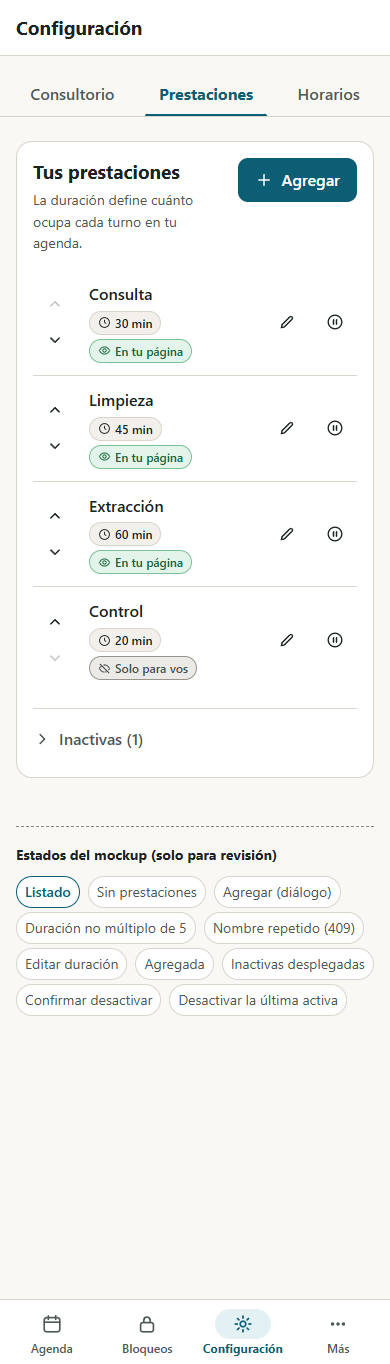 Configuración
Consultorio
Prestaciones
Horarios
Tus prestaciones
Agregar
La duración define cuánto
ocupa cada turno en tu
agenda.
Consulta
30 min
En tu página
Limpieza
45 min
En tu página
Extracción
60 min
En tu página
Control
20 min
Solo para vos
Inactivas (1)
Estados del mockup (solo para revisión)
Listado
Sin prestaciones
Agregar (diálogo)
Duración no múltiplo de 5
Nombre repetido (409)
Editar duración
Agregada
Inactivas desplegadas
Confirmar desactivar
Desactivar la última activa
Agenda
Bloqueos
Configuración
Más